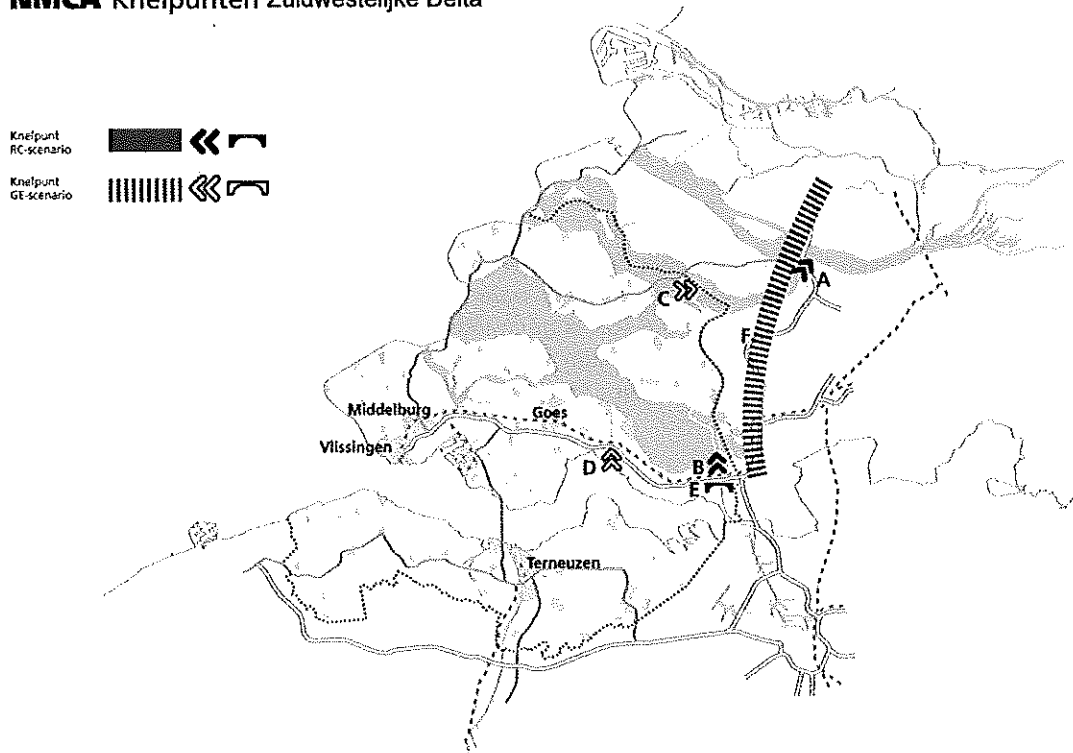 NMCA Knelpunten Zuidwestelijke Delta
Knelpunt
RC-scenario
Knelpunt
GE-scenario
A
C
F
Middelburg
Goes
Vlissingen
D
B
E
Terneuzen